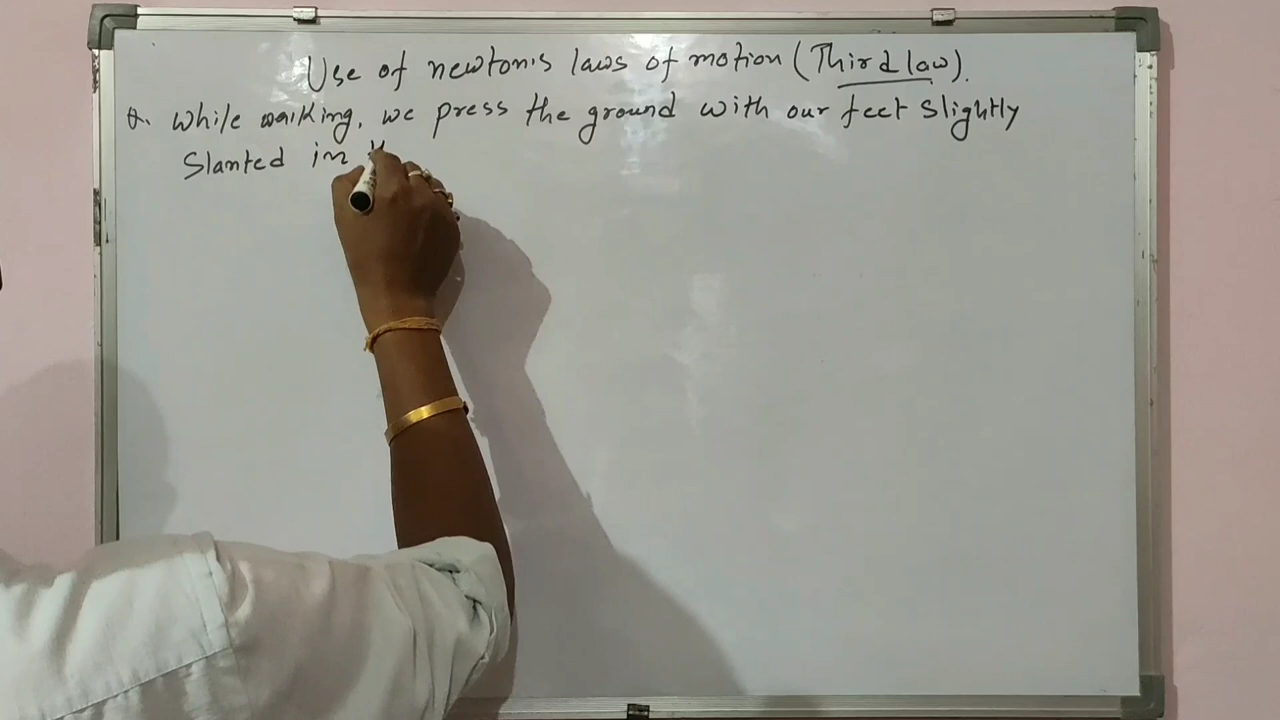 Use of newton's laws of motion (Third law).
Q. While walking, we press the ground with our feet slightly
Slanted in